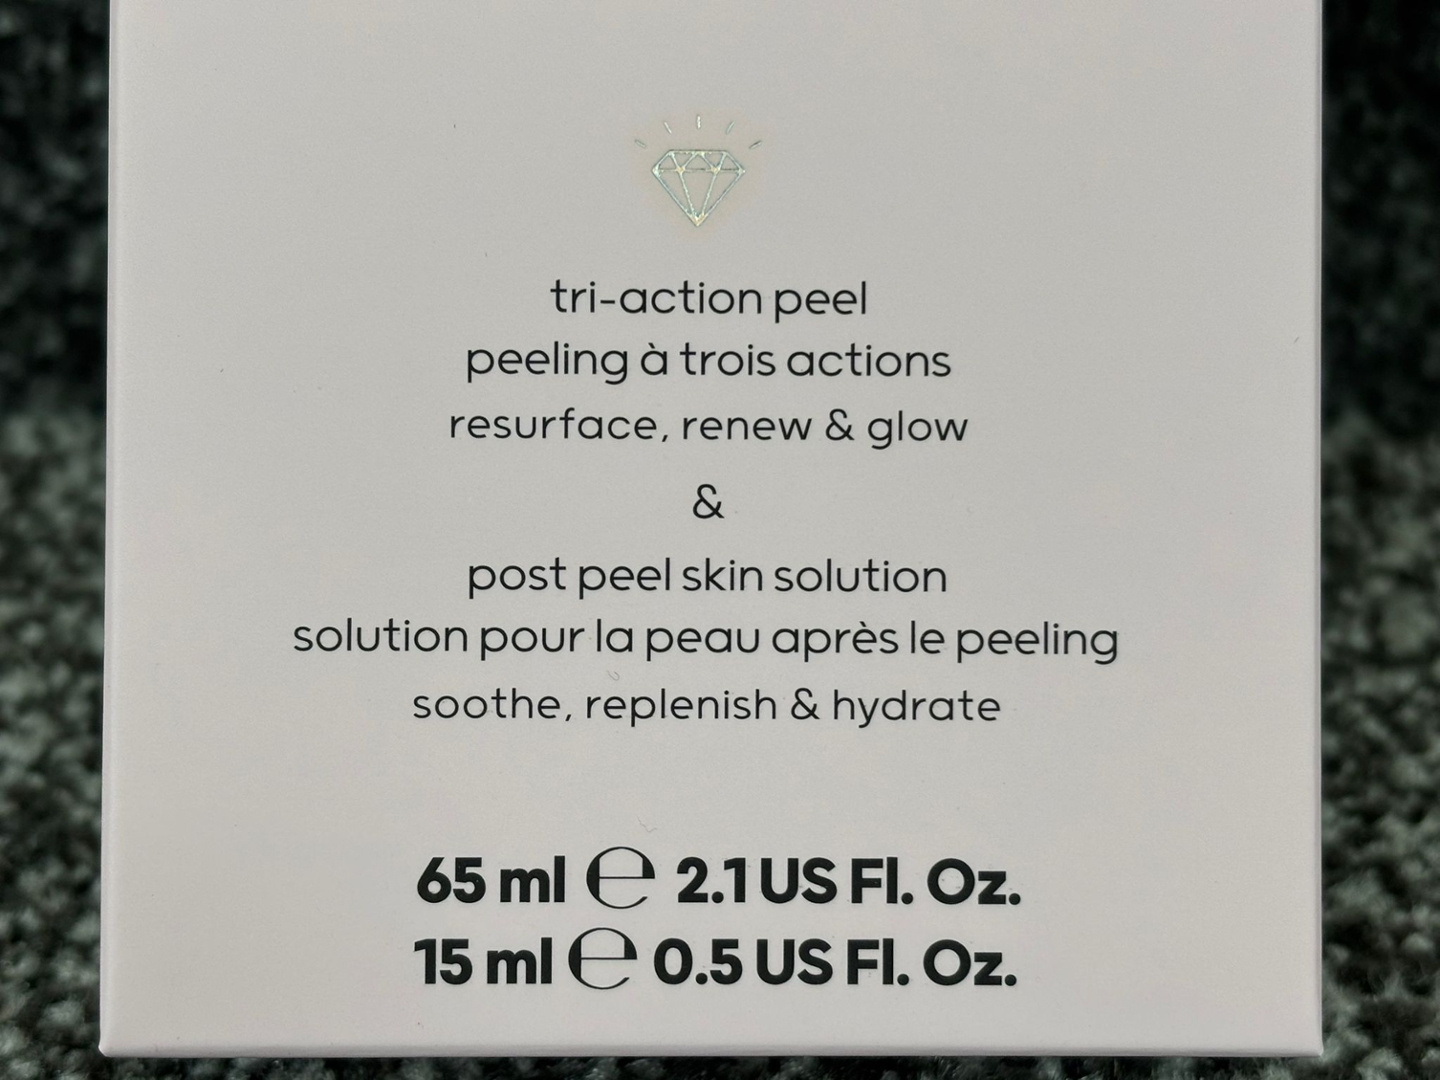 tri-action peel
peeling à trois actions
resurface, renew & glow
&
post peel skin solution
solution pour la peau après le peeling
soothe, replenish & hydrate
65 ml ℮ 2.1 US Fl. Oz.
15 ml ℮ 0.5 US Fl. Oz.